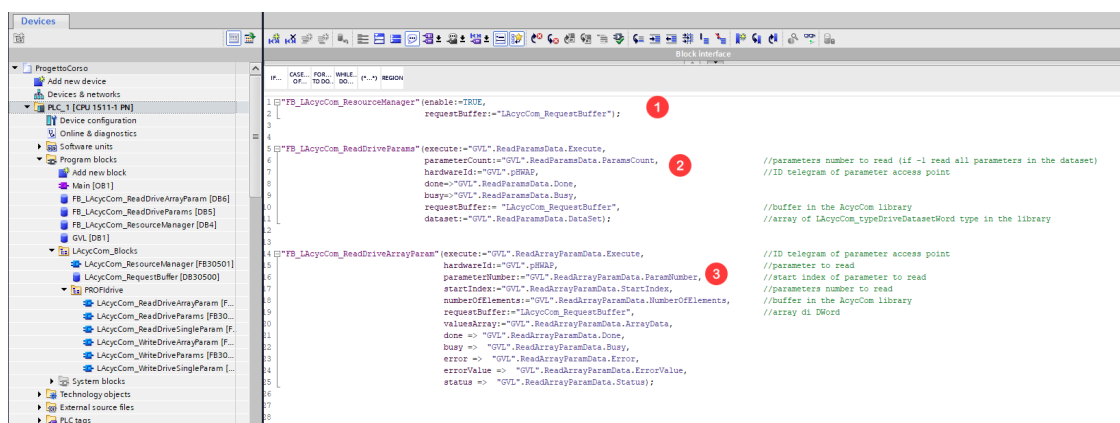 Devices
Block interface
IF... CASE... OF... FOR... TO DO.. WHILE.. DO... (*...*) REGION
ProgettoCorso
Add new device
Devices & networks
PLC_1 [CPU 1511-1 PN]
Device configuration
Online & diagnostics
Software units
Program blocks
Add new block
Main [OB1]
FB_LAcycCom_ReadDriveArrayParam [DB6]
FB_LAcycCom_ReadDriveParams [DB5]
FB_LAcycCom_ResourceManager [DB4]
GVL [DB1]
LAcycCom_Blocks
LAcycCom_ResourceManager [FB30501]
LAcycCom_RequestBuffer [DB30500]
PROFIdrive
LAcycCom_ReadDriveArrayParam [F...
LAcycCom_ReadDriveParams [FB30...
LAcycCom_ReadDriveSingleParam [F...
LAcycCom_WriteDriveArrayParam [F...
LAcycCom_WriteDriveParams [FB30...
LAcycCom_WriteDriveSingleParam [...
System blocks
Technology objects
External source files
PLC tags
1 "FB_LAcycCom_ResourceManager"(enable:=TRUE,
2 requestBuffer:="LAcycCom_RequestBuffer");
1
3
4
5 "FB_LAcycCom_ReadDriveParams"(execute:="GVL".ReadParamsData.Execute,
6 parameterCount:="GVL".ReadParamsData.ParamsCount, //parameters number to read (if -1 read all parameters in the dataset)
7 hardwareId:="GVL".pHWAP, //ID telegram of parameter access point
2
8 done=>"GVL".ReadParamsData.Done,
9 busy=>"GVL".ReadParamsData.Busy,
10 requestBuffer:= "LAcycCom_RequestBuffer", //buffer in the AcycCom library
11 dataset:="GVL".ReadParamsData.DataSet); //array of LAcycCom_typeDriveDatasetWord type in the library
12
13
14 "FB_LAcycCom_ReadDriveArrayParam"(execute:="GVL".ReadArrayParamData.Execute, //ID telegram of parameter access point
15 hardwareId:="GVL".pHWAP, //parameter to read
16 parameterNumber:="GVL".ReadArrayParamData.ParamNumber, //start index of parameter to read
3
17 startIndex:="GVL".ReadArrayParamData.StartIndex, //parameters number to read
18 numberOfElements:="GVL".ReadArrayParamData.NumberOfElements, //buffer in the AcycCom library
19 requestBuffer:="LAcycCom_RequestBuffer", //array di DWord
20 valuesArray:="GVL".ReadArrayParamData.ArrayData,
21 done => "GVL".ReadArrayParamData.Done,
22 busy => "GVL".ReadArrayParamData.Busy,
23 error => "GVL".ReadArrayParamData.Error,
24 errorValue => "GVL".ReadArrayParamData.ErrorValue,
25 status => "GVL".ReadArrayParamData.Status);
26
27
28